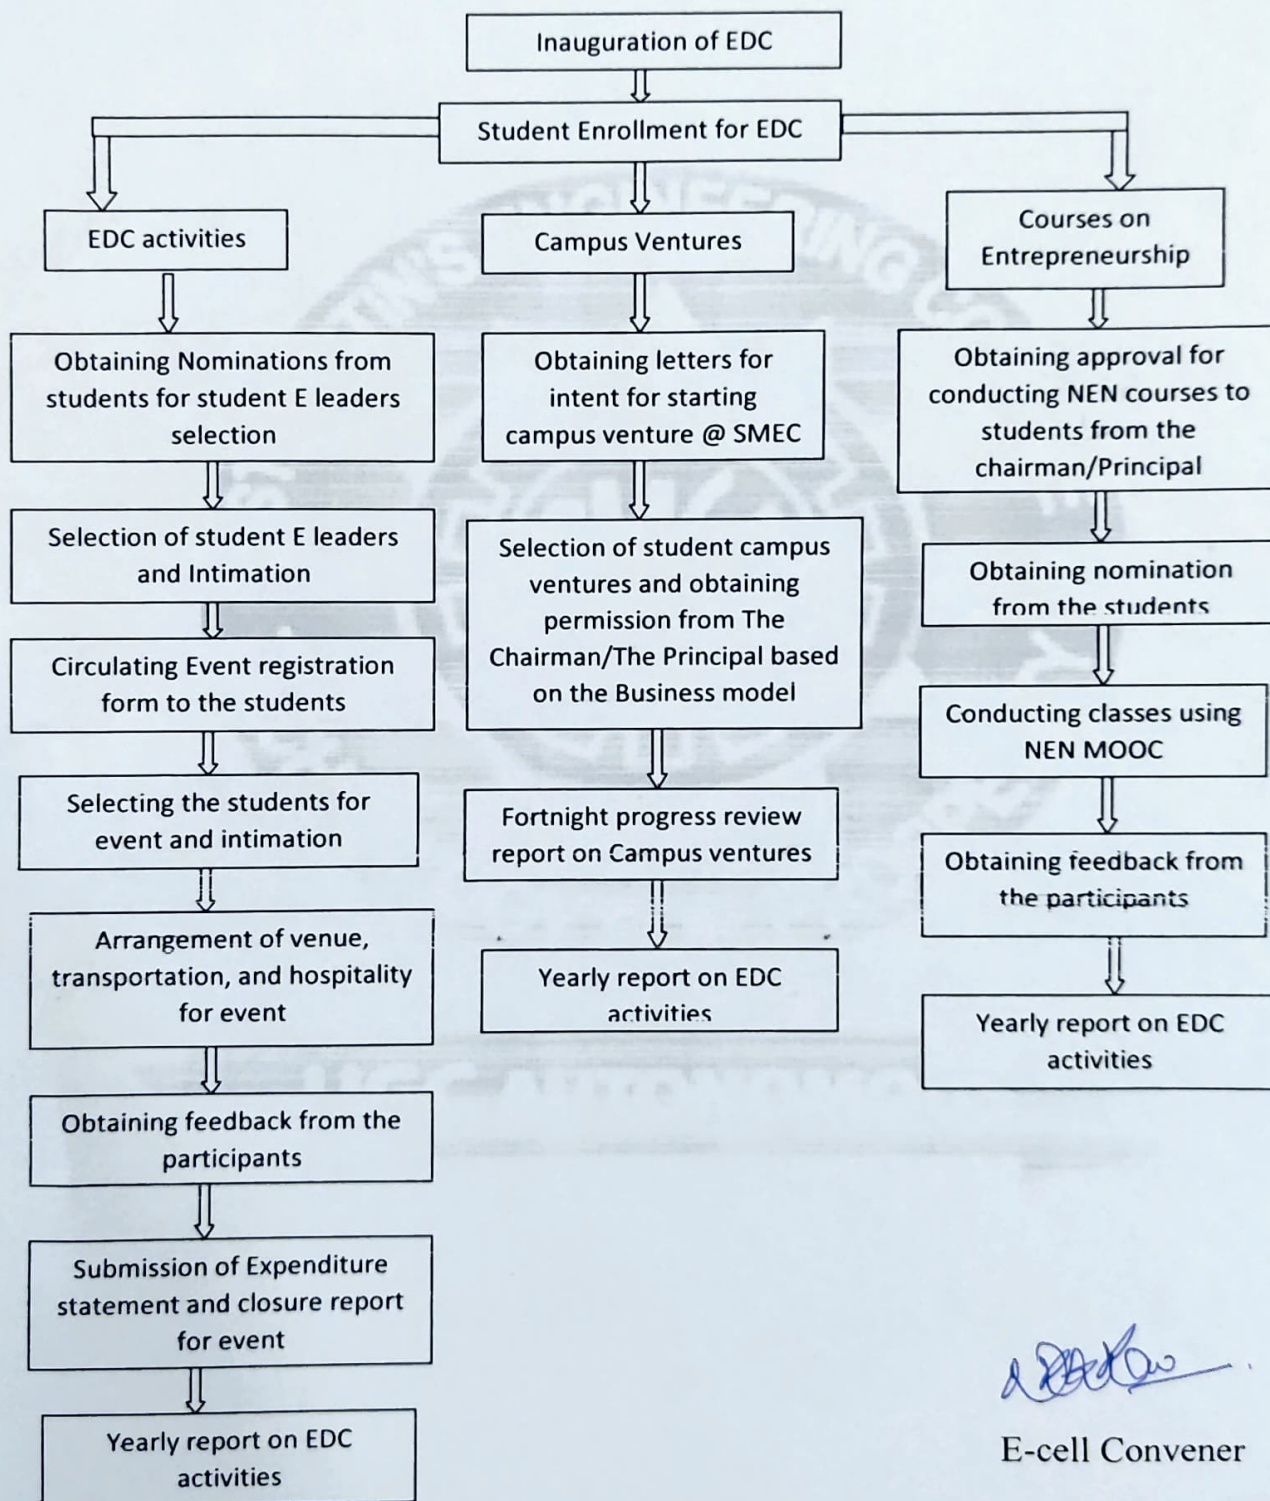 Inauguration of EDC
Student Enrollment for EDC
EDC activities
Obtaining Nominations from
students for student E leaders
selection
Selection of student E leaders
and Intimation
Circulating Event registration
form to the students
Selecting the students for
event and intimation
Arrangement of venue,
transportation, and hospitality
for event
Obtaining feedback from the
participants
Submission of Expenditure
statement and closure report
for event
Yearly report on EDC
activities
Campus Ventures
Obtaining letters for
intent for starting
campus venture @ SMEC
Selection of student campus
ventures and obtaining
permission from The
Chairman/The Principal based
on the Business model
Fortnight progress review
report on Campus ventures
Yearly report on EDC
activities
Courses on
Entrepreneurship
Obtaining approval for
conducting NEN courses to
students from the
chairman/Principal
Obtaining nomination
from the students
Conducting classes using
NEN MOOC
Obtaining feedback from
the participants
Yearly report on EDC
activities
E-cell Convener